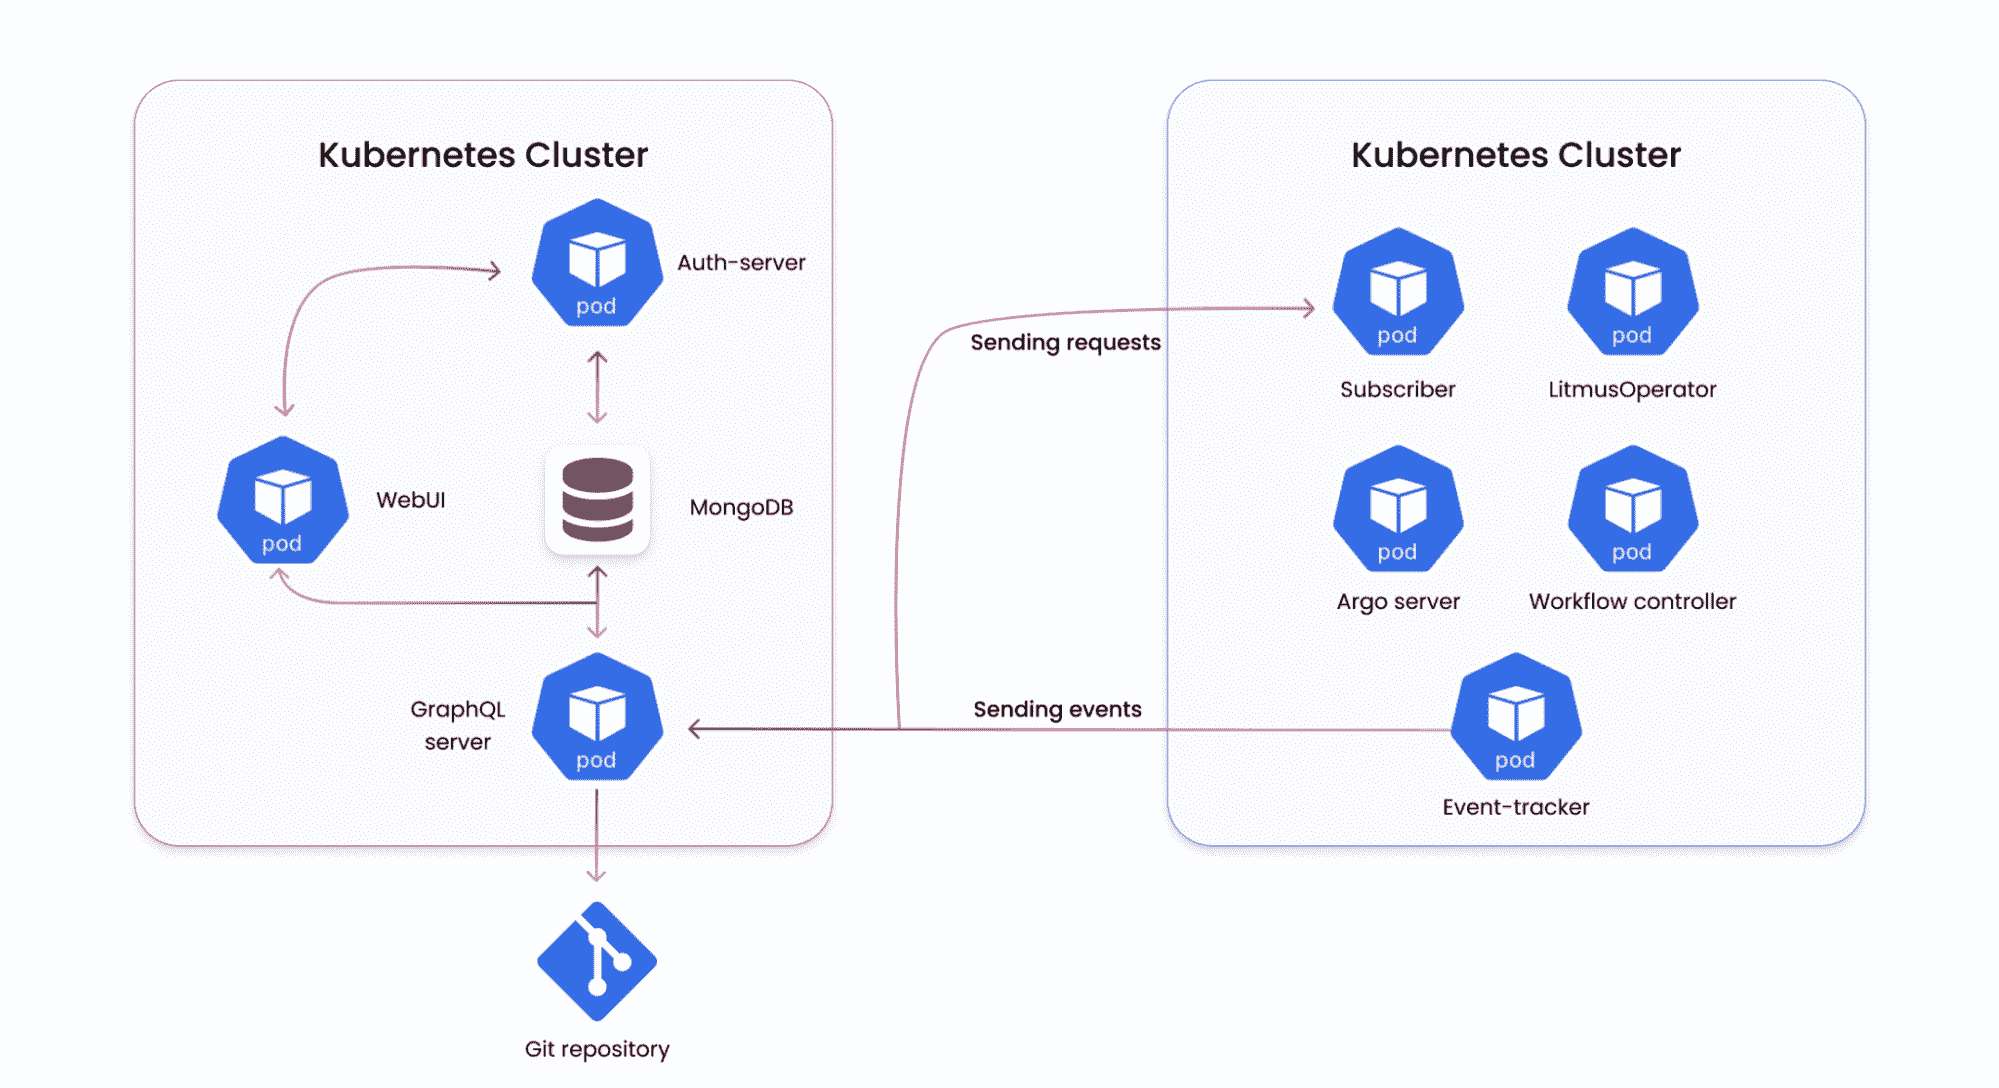 Kubernetes Cluster
pod
Auth-server
pod
WebUI
MongoDB
GraphQL
server
pod
Git repository
Sending requests
Sending events
Kubernetes Cluster
pod
pod
Subscriber
LitmusOperator
pod
pod
Argo server
Workflow controller
pod
Event-tracker